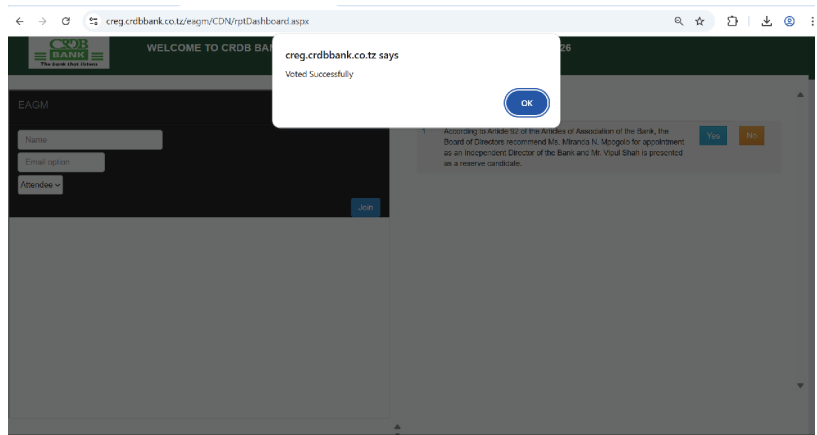 creg.crdbbank.co.tz/eagm/CDN/rptDashboard.aspx
CRDB
BANK
The bank that listens
WELCOME TO CRDB BAN
26
creg.crdbbank.co.tz says
Voted Successfully
OK
EAGM
Name
Email option
Attendee
Join
1 According to Article 92 of the Articles of Association of the Bank, the
Board of Directors recommend Ms. Miranda N. Mpogolo for appointment
as an Independent Director of the Bank and Mr. Vipul Shah is presented
as a reserve candidate.
Yes
No